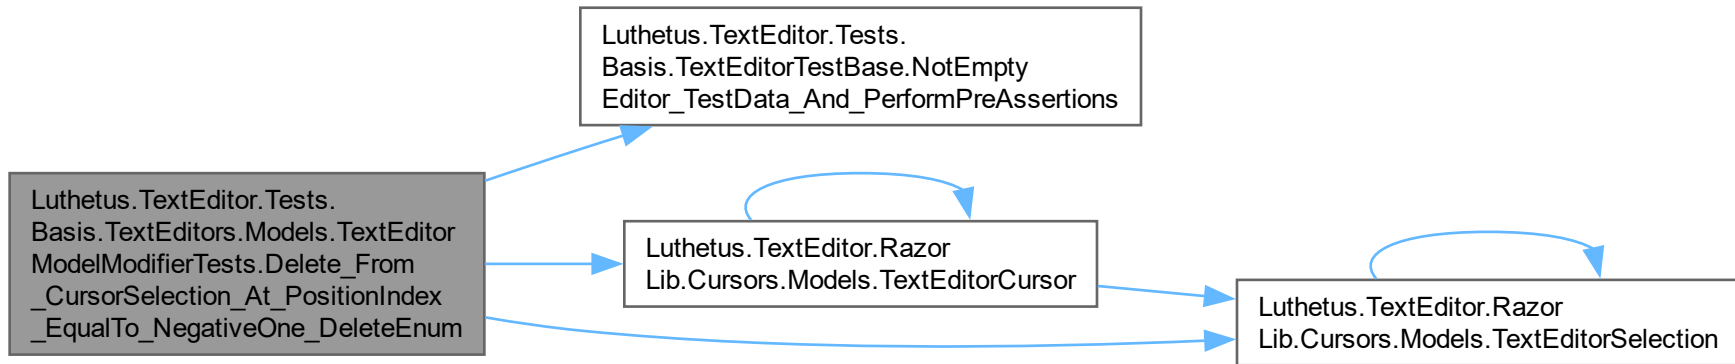 Luthetus.TextEditor.Tests.
Basis.TextEditorTestBase.NotEmpty
Editor_TestData_And_PerformPreAssertions
Luthetus.TextEditor.Tests.
Basis.TextEditors.Models.TextEditor
ModelModifierTests.Delete_From
_CursorSelection_At_PositionIndex
_EqualTo_NegativeOne_DeleteEnum
Luthetus.TextEditor.Razor
Lib.Cursors.Models.TextEditorCursor
Luthetus.TextEditor.Razor
Lib.Cursors.Models.TextEditorSelection